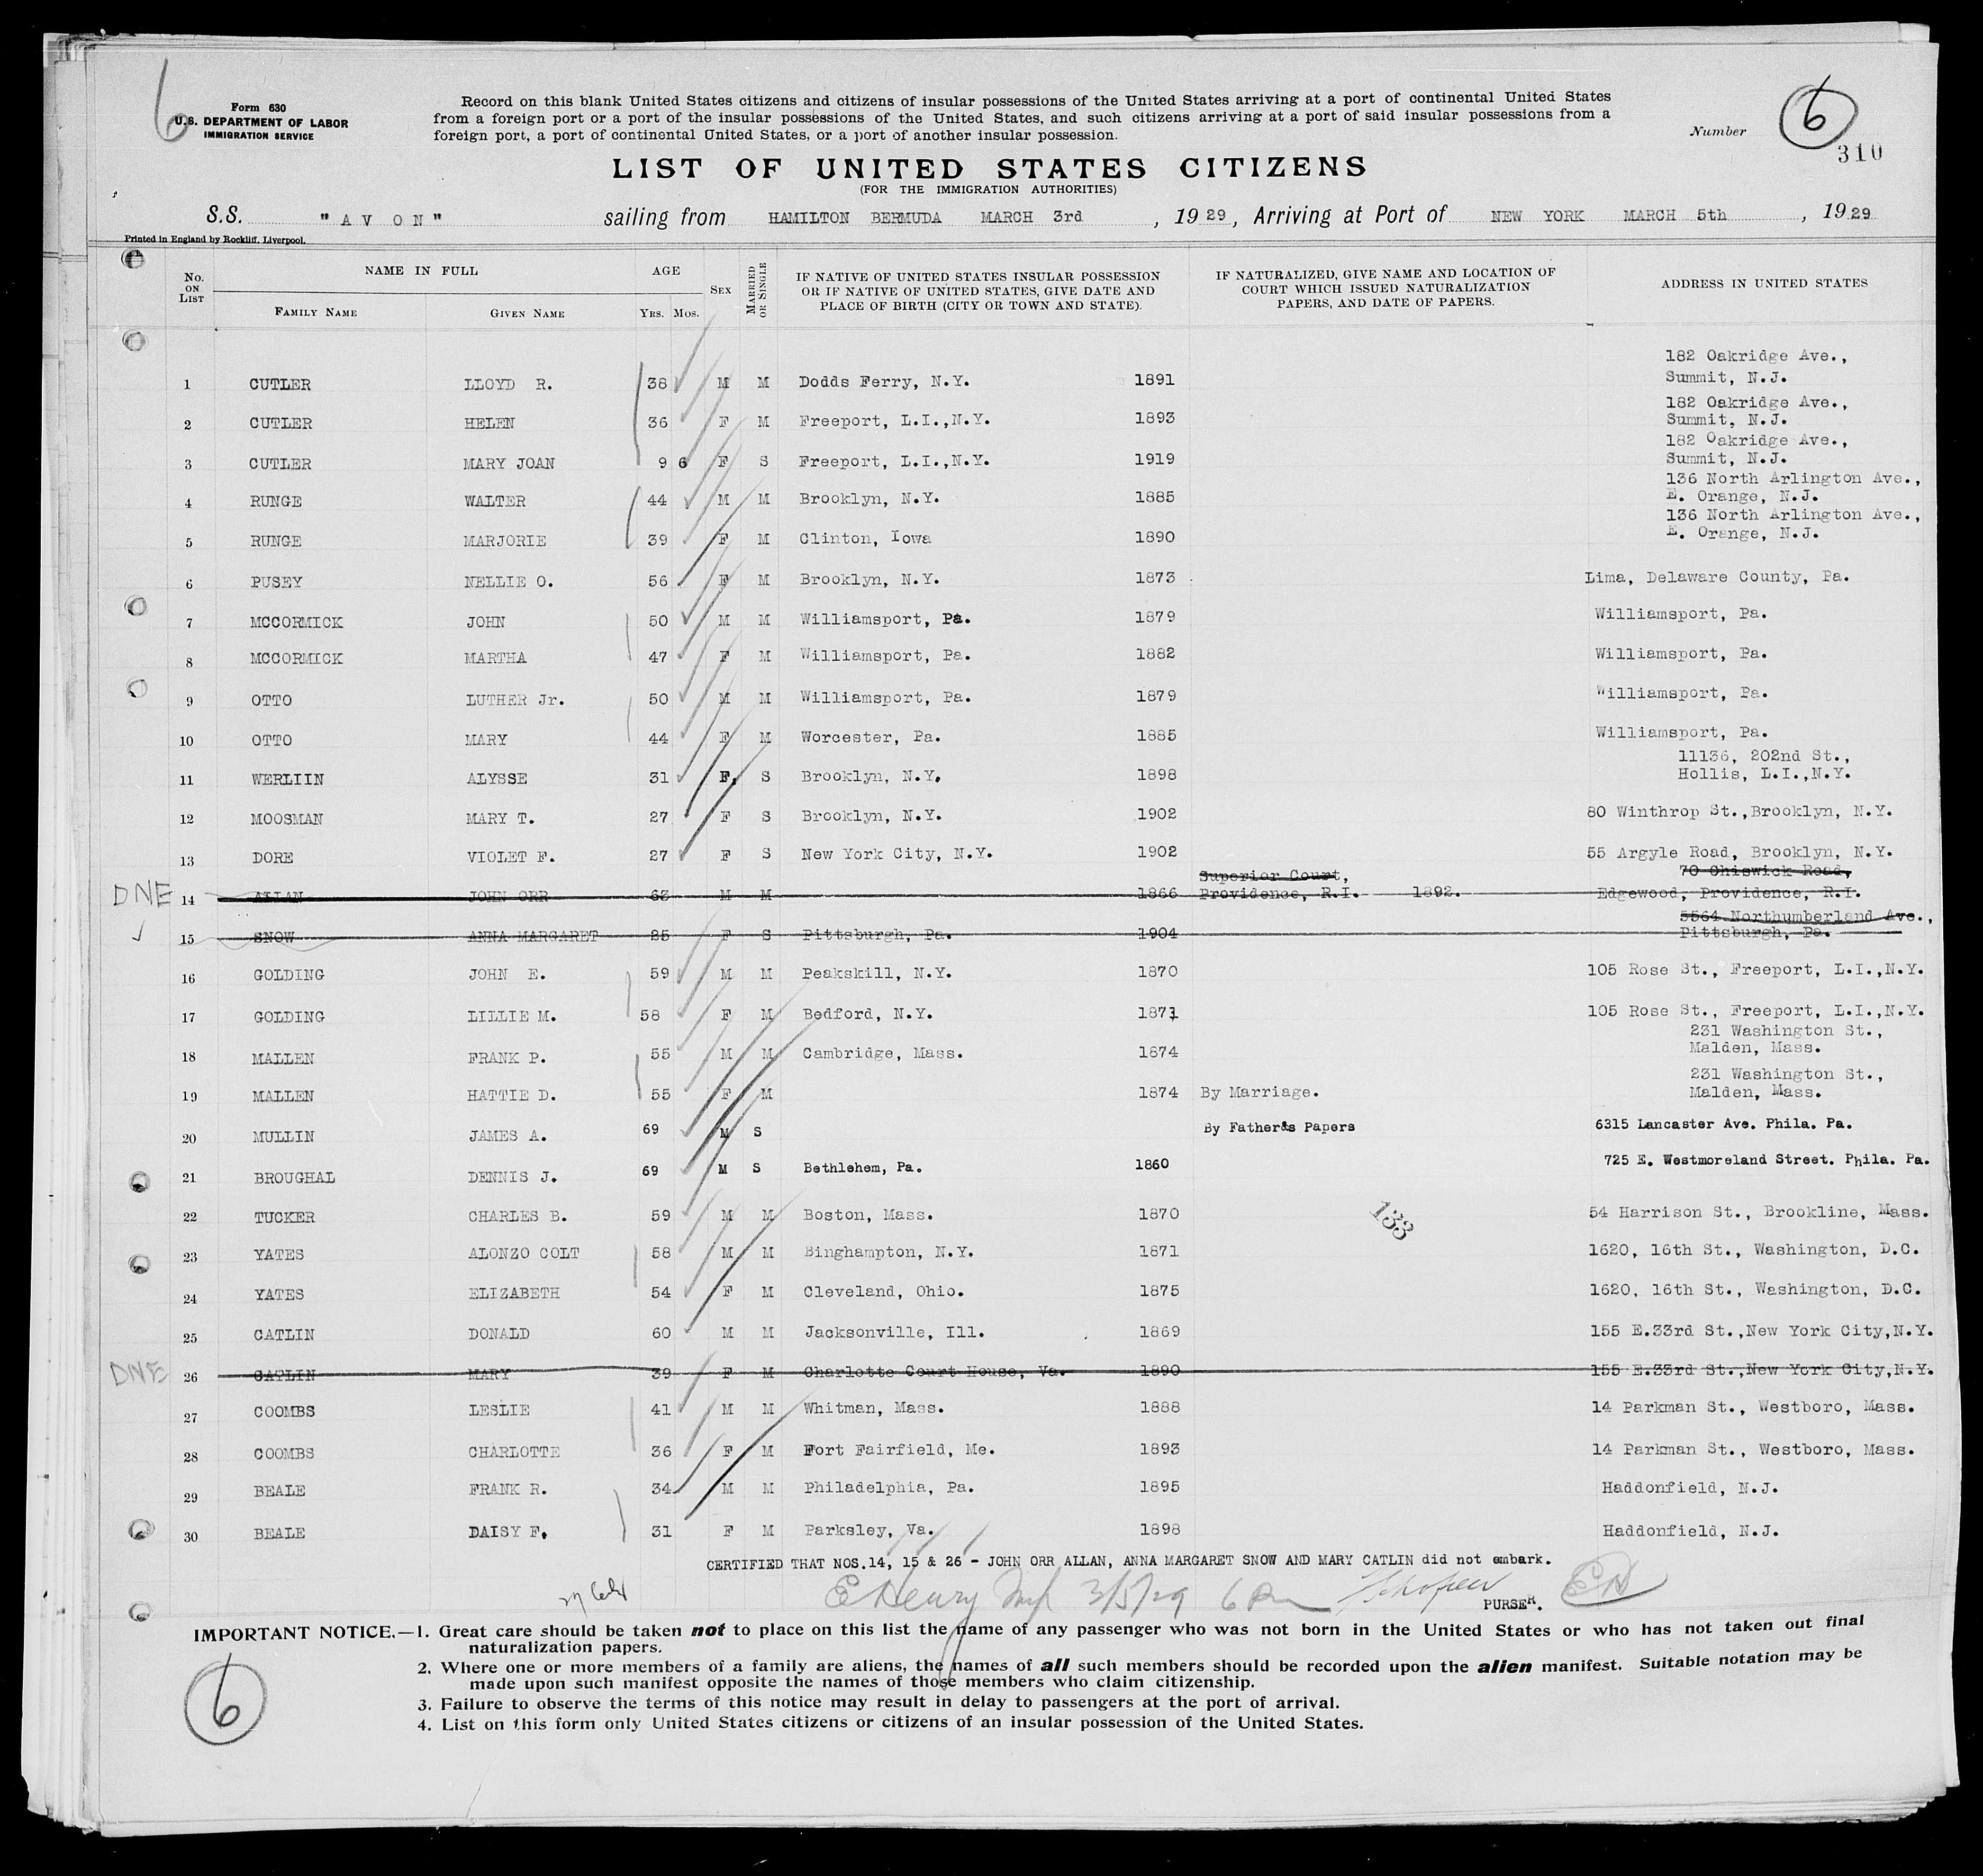 6
Form 630
U.S. DEPARTMENT OF LABOR
IMMIGRATION SERVICE
Record on this blank United States citizens and citizens of insular possessions of the United States arriving at a port of continental United States
from a foreign port or a port of the insular possessions of the United States, and such citizens arriving at a port of said insular possessions from a
foreign port, a port of continental United States, or a port of another insular possession.
Number
6
310
LIST OF UNITED STATES CITIZENS
(FOR THE IMMIGRATION AUTHORITIES)
S.S. "AVON" sailing from HAMILTON BERMUDA MARCH 3rd, 1929, Arriving at Port of NEW YORK MARCH 5th, 1929
Printed in England by Rockliff, Liverpool.
No. ON LIST NAME IN FULL AGE SEX MARRIED OR SINGLE IF NATIVE OF UNITED STATES INSULAR POSSESSION OR IF NATIVE OF UNITED STATES, GIVE DATE AND PLACE OF BIRTH (CITY OR TOWN AND STATE). IF NATURALIZED, GIVE NAME AND LOCATION OF COURT WHICH ISSUED NATURALIZATION PAPERS, AND DATE OF PAPERS. ADDRESS IN UNITED STATES
FAMILY NAME GIVEN NAME YRS. MOS.
182 Oakridge Ave.,
1 CUTLER LLOYD R. 38 M M Dodds Ferry, N.Y. 1891 Summit, N.J.
182 Oakridge Ave.,
2 CUTLER HELEN 36 F M Freeport, L.I.,N.Y. 1893 Summit, N.J.
182 Oakridge Ave.,
3 CUTLER MARY JOAN 9 6 F S Freeport, L.I.,N.Y. 1919 Summit, N.J.
136 North Arlington Ave.,
4 RUNGE WALTER 44 M M Brooklyn, N.Y. 1885 E. Orange, N.J.
136 North Arlington Ave.,
5 RUNGE MARJORIE 39 F M Clinton, Iowa 1890 E. Orange, N.J.
6 PUSEY NELLIE O. 56 F M Brooklyn, N.Y. 1873 Lima, Delaware County, Pa.
7 MCCORMICK JOHN 50 M M Williamsport, Pa. 1879 Williamsport, Pa.
8 MCCORMICK MARTHA 47 F M Williamsport, Pa. 1882 Williamsport, Pa.
9 OTTO LUTHER Jr. 50 M M Williamsport, Pa. 1879 Williamsport, Pa.
10 OTTO MARY 44 F M Worcester, Pa. 1885 Williamsport, Pa.
11136, 202nd St.,
11 WERLIIN ALYSSE 31 F. S Brooklyn, N.Y. 1898 Hollis, L.I.,N.Y.
12 MOOSMAN MARY T. 27 F S Brooklyn, N.Y. 1902 80 Winthrop St.,Brooklyn, N.Y.
13 DORE VIOLET F. 27 F S New York City, N.Y. 1902 55 Argyle Road, Brooklyn, N.Y.
Superior Court, 70 Chiswick Road,
DNE 14 ALLAN JOHN ORR 63 M M 1866 Providence, R.I. 1892. Edgewood, Providence, R.I.
5564 Northumberland Ave.,
15 SNOW ANNA MARGARET 25 F S Pittsburgh, Pa. 1904 Pittsburgh, Pa.
16 GOLDING JOHN E. 59 M M Peakskill, N.Y. 1870 105 Rose St., Freeport, L.I.,N.Y.
17 GOLDING LILLIE M. 58 F M Bedford, N.Y. 1871 105 Rose St., Freeport, L.I.,N.Y.
231 Washington St.,
18 MALLEN FRANK P. 55 M M Cambridge, Mass. 1874 Malden, Mass.
231 Washington St.,
19 MALLEN HATTIE D. 55 F M 1874 By Marriage. Malden, Mass.
20 MULLIN JAMES A. 69 M S By Father's Papers 6315 Lancaster Ave. Phila. Pa.
21 BROUGHAL DENNIS J. 69 M S Bethlehem, Pa. 1860 725 E. Westmoreland Street. Phila. Pa.
22 TUCKER CHARLES B. 59 M M Boston, Mass. 1870 133 54 Harrison St., Brookline, Mass.
23 YATES ALONZO COLT 58 M M Binghampton, N.Y. 1871 1620, 16th St., Washington, D.C.
24 YATES ELIZABETH 54 F M Cleveland, Ohio. 1875 1620, 16th St., Washington, D.C.
25 CATLIN DONALD 60 M M Jacksonville, Ill. 1869 155 E.33rd St.,New York City,N.Y.
DNE 26 CATLIN MARY 39 F M Charlotte Court House, Va. 1890 155 E.33rd St.,New York City,N.Y.
27 COOMBS LESLIE 41 M M Whitman, Mass. 1888 14 Parkman St., Westboro, Mass.
28 COOMBS CHARLOTTE 36 F M Fort Fairfield, Me. 1893 14 Parkman St., Westboro, Mass.
29 BEALE FRANK R. 34 M M Philadelphia, Pa. 1895 Haddonfield, N.J.
30 BEALE DAISY F. 31 F M Parksley, Va. 1898 Haddonfield, N.J.
CERTIFIED THAT NOS.14, 15 & 26 - JOHN ORR ALLAN, ANNA MARGARET SNOW AND MARY CATLIN did not embark.
3/5/29
PURSER.
IMPORTANT NOTICE.—1. Great care should be taken not to place on this list the name of any passenger who was not born in the United States or who has not taken out final
naturalization papers.
2. Where one or more members of a family are aliens, the names of all such members should be recorded upon the alien manifest. Suitable notation may be
made upon such manifest opposite the names of those members who claim citizenship.
3. Failure to observe the terms of this notice may result in delay to passengers at the port of arrival.
4. List on this form only United States citizens or citizens of an insular possession of the United States.
6